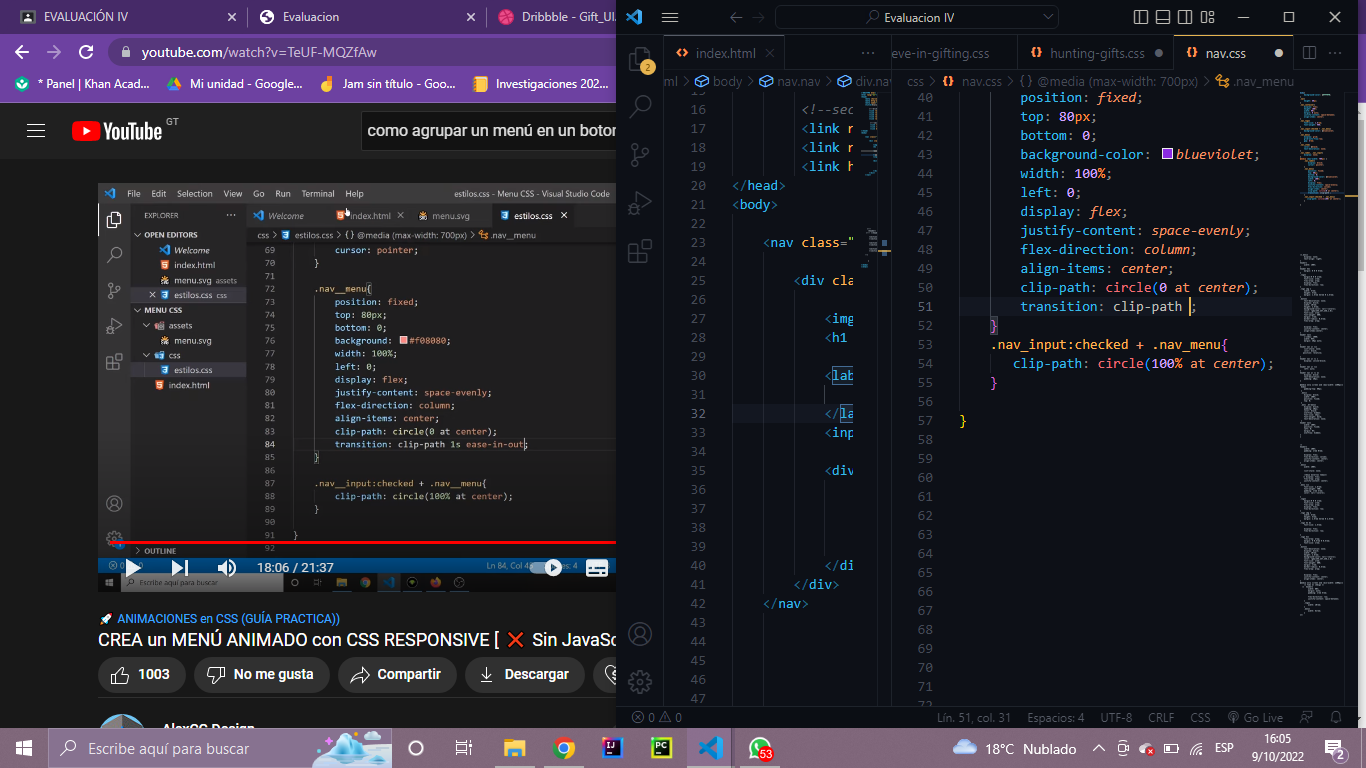 EVALUACIÓN IV
Evaluacion
Dribbble - Gift_UI.
youtube.com/watch?v=TeUF-MQZfAw
* Panel | Khan Acad...
Mi unidad - Google...
Jam sin título - Goo...
Investigaciones 202...
YouTube GT
como agrupar un menú en un boton
File Edit Selection View Go Run Terminal Help
estilos.css - Menu CSS - Visual Studio Code
EXPLORER
OPEN EDITORS
Welcome
index.html
menu.svg assets
estilos.css css
MENU CSS
assets
menu.svg
css
estilos.css
index.html
OUTLINE
Welcome index.html menu.svg estilos.css
css > estilos.css > {} @media (max-width: 700px) > .nav__menu
69 cursor: pointer;
70 }
71
72 .nav__menu{
73 position: fixed;
74 top: 80px;
75 bottom: 0;
76 background: #f08080;
77 width: 100%;
78 left: 0;
79 display: flex;
80 justify-content: space-evenly;
81 flex-direction: column;
82 align-items: center;
83 clip-path: circle(0 at center);
84 transition: clip-path 1s ease-in-out;
85 }
86
87 .nav__input:checked + .nav__menu{
88 clip-path: circle(100% at center);
89 }
90
91 }
92
18:06 / 21:37
Escribe aquí para buscar
ANIMACIONES en CSS (GUÍA PRACTICA))
CREA un MENÚ ANIMADO con CSS RESPONSIVE [ ❌ Sin JavaSc
1003
No me gusta
Compartir
Descargar
AlexCG Design
Evaluacion IV
2
index.html
eve-in-gifting.css
hunting-gifts.css
nav.css
ml > body > nav.nav > div.nav
css > nav.css > {} @media (max-width: 700px) > .nav_menu
16 <!--sec
17 <link r
18 <link r
19 <link h
20 </head>
21 <body>
22
23 <nav class="
24
25 <div cla
26
27 <img
28 <h1
29
30 <lab
31
32 </la
33 <inp
34
35 <div
36
37
38
39
40 </di
41 </div>
42 </nav>
43
44
45
46
47
40 position: fixed;
41 top: 80px;
42 bottom: 0;
43 background-color: blueviolet;
44 width: 100%;
45 left: 0;
46 display: flex;
47 justify-content: space-evenly;
48 flex-direction: column;
49 align-items: center;
50 clip-path: circle(0 at center);
51 transition: clip-path ;
52 }
53 .nav_input:checked + .nav_menu{
54 clip-path: circle(100% at center);
55 }
56
57 }
58
59
60
61
62
63
64
65
66
67
68
69
70
71
72
0 0
Lín. 51, col. 31
Espacios: 4
UTF-8
CRLF
CSS
Go Live
Escribe aquí para buscar
53
18°C Nublado
ESP
16:05
9/10/2022
2